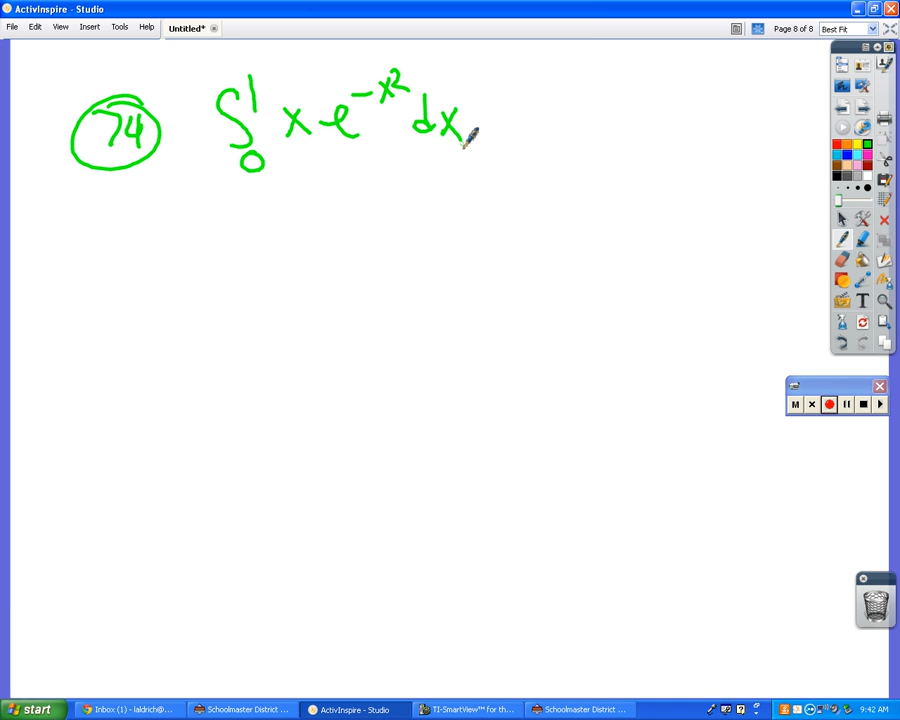 ActivInspire - Studio
File Edit View Insert Tools Help Untitled* Page 8 of 8 Best Fit
74 ∫₀¹ x e^{-x²} dx
T
M
start Inbox (1) - laldrich@... Schoolmaster District ... ActivInspire - Studio TI-SmartView™ for th... Schoolmaster District ... 9:42 AM